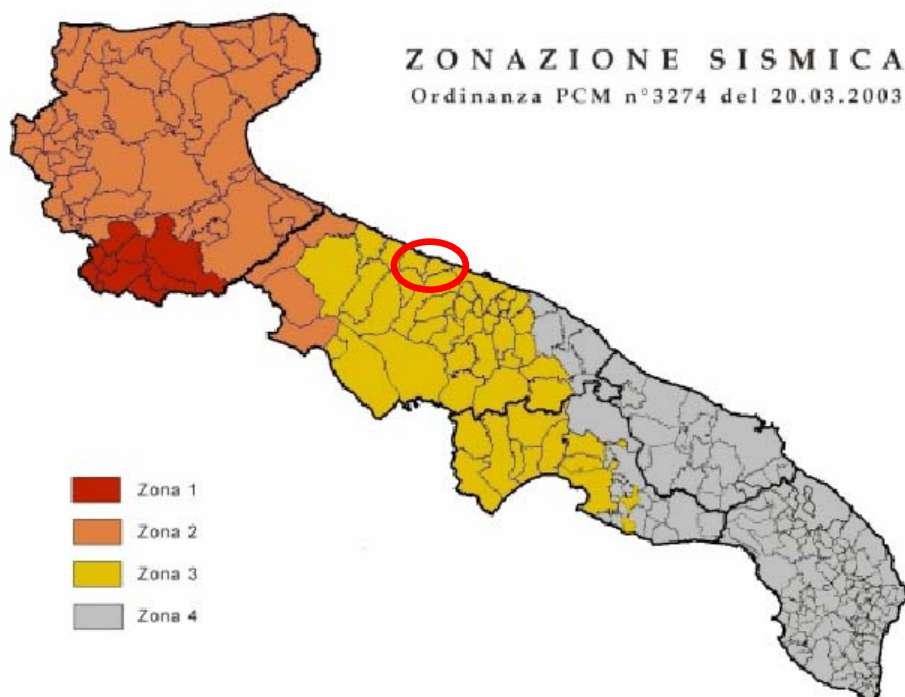 ZONAZIONE SISMICA
Ordinanza PCM n°3274 del 20.03.2003
Zona 1
Zona 2
Zona 3
Zona 4